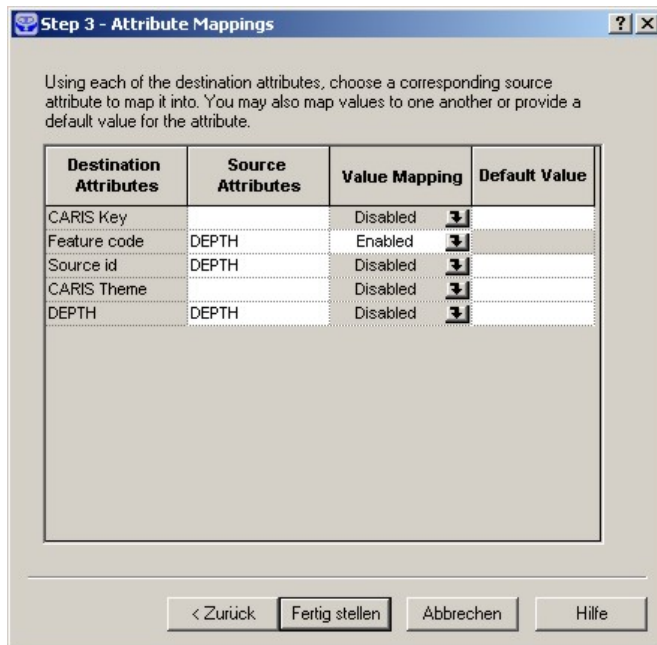 Step 3 - Attribute Mappings
Using each of the destination attributes, choose a corresponding source
attribute to map it into. You may also map values to one another or provide a
default value for the attribute.
Destination Attributes Source Attributes Value Mapping Default Value
CARIS Key Disabled
Feature code DEPTH Enabled
Source id DEPTH Disabled
CARIS Theme Disabled
DEPTH DEPTH Disabled
< Zurück Fertig stellen Abbrechen Hilfe